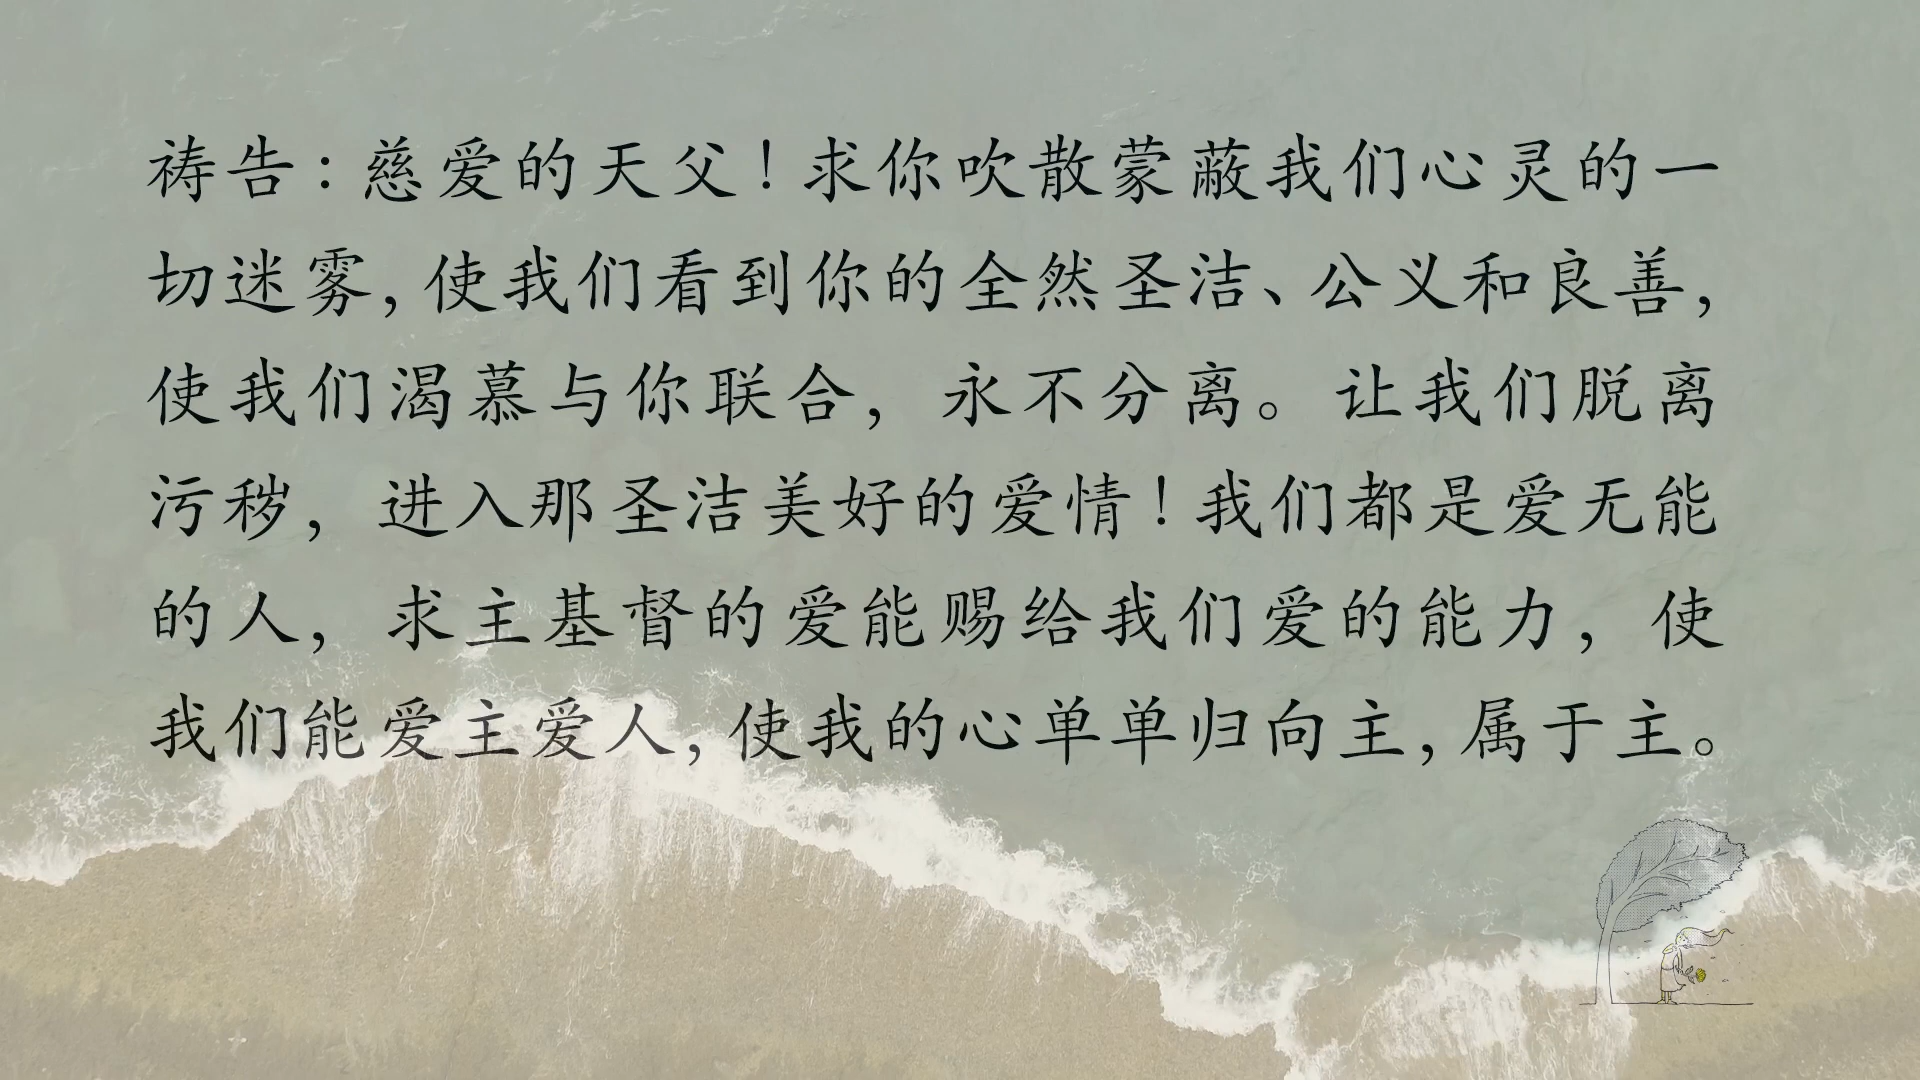 祷告：慈爱的天父！求你吹散蒙蔽我们心灵的一
切迷雾，使我们看到你的全然圣洁、公义和良善，
使我们渴慕与你联合，永不分离。让我们脱离
污秽，进入那圣洁美好的爱情！我们都是爱无能
的人，求主基督的爱能赐给我们爱的能力，使
我们能爱主爱人，使我的心单单归向主，属于主。